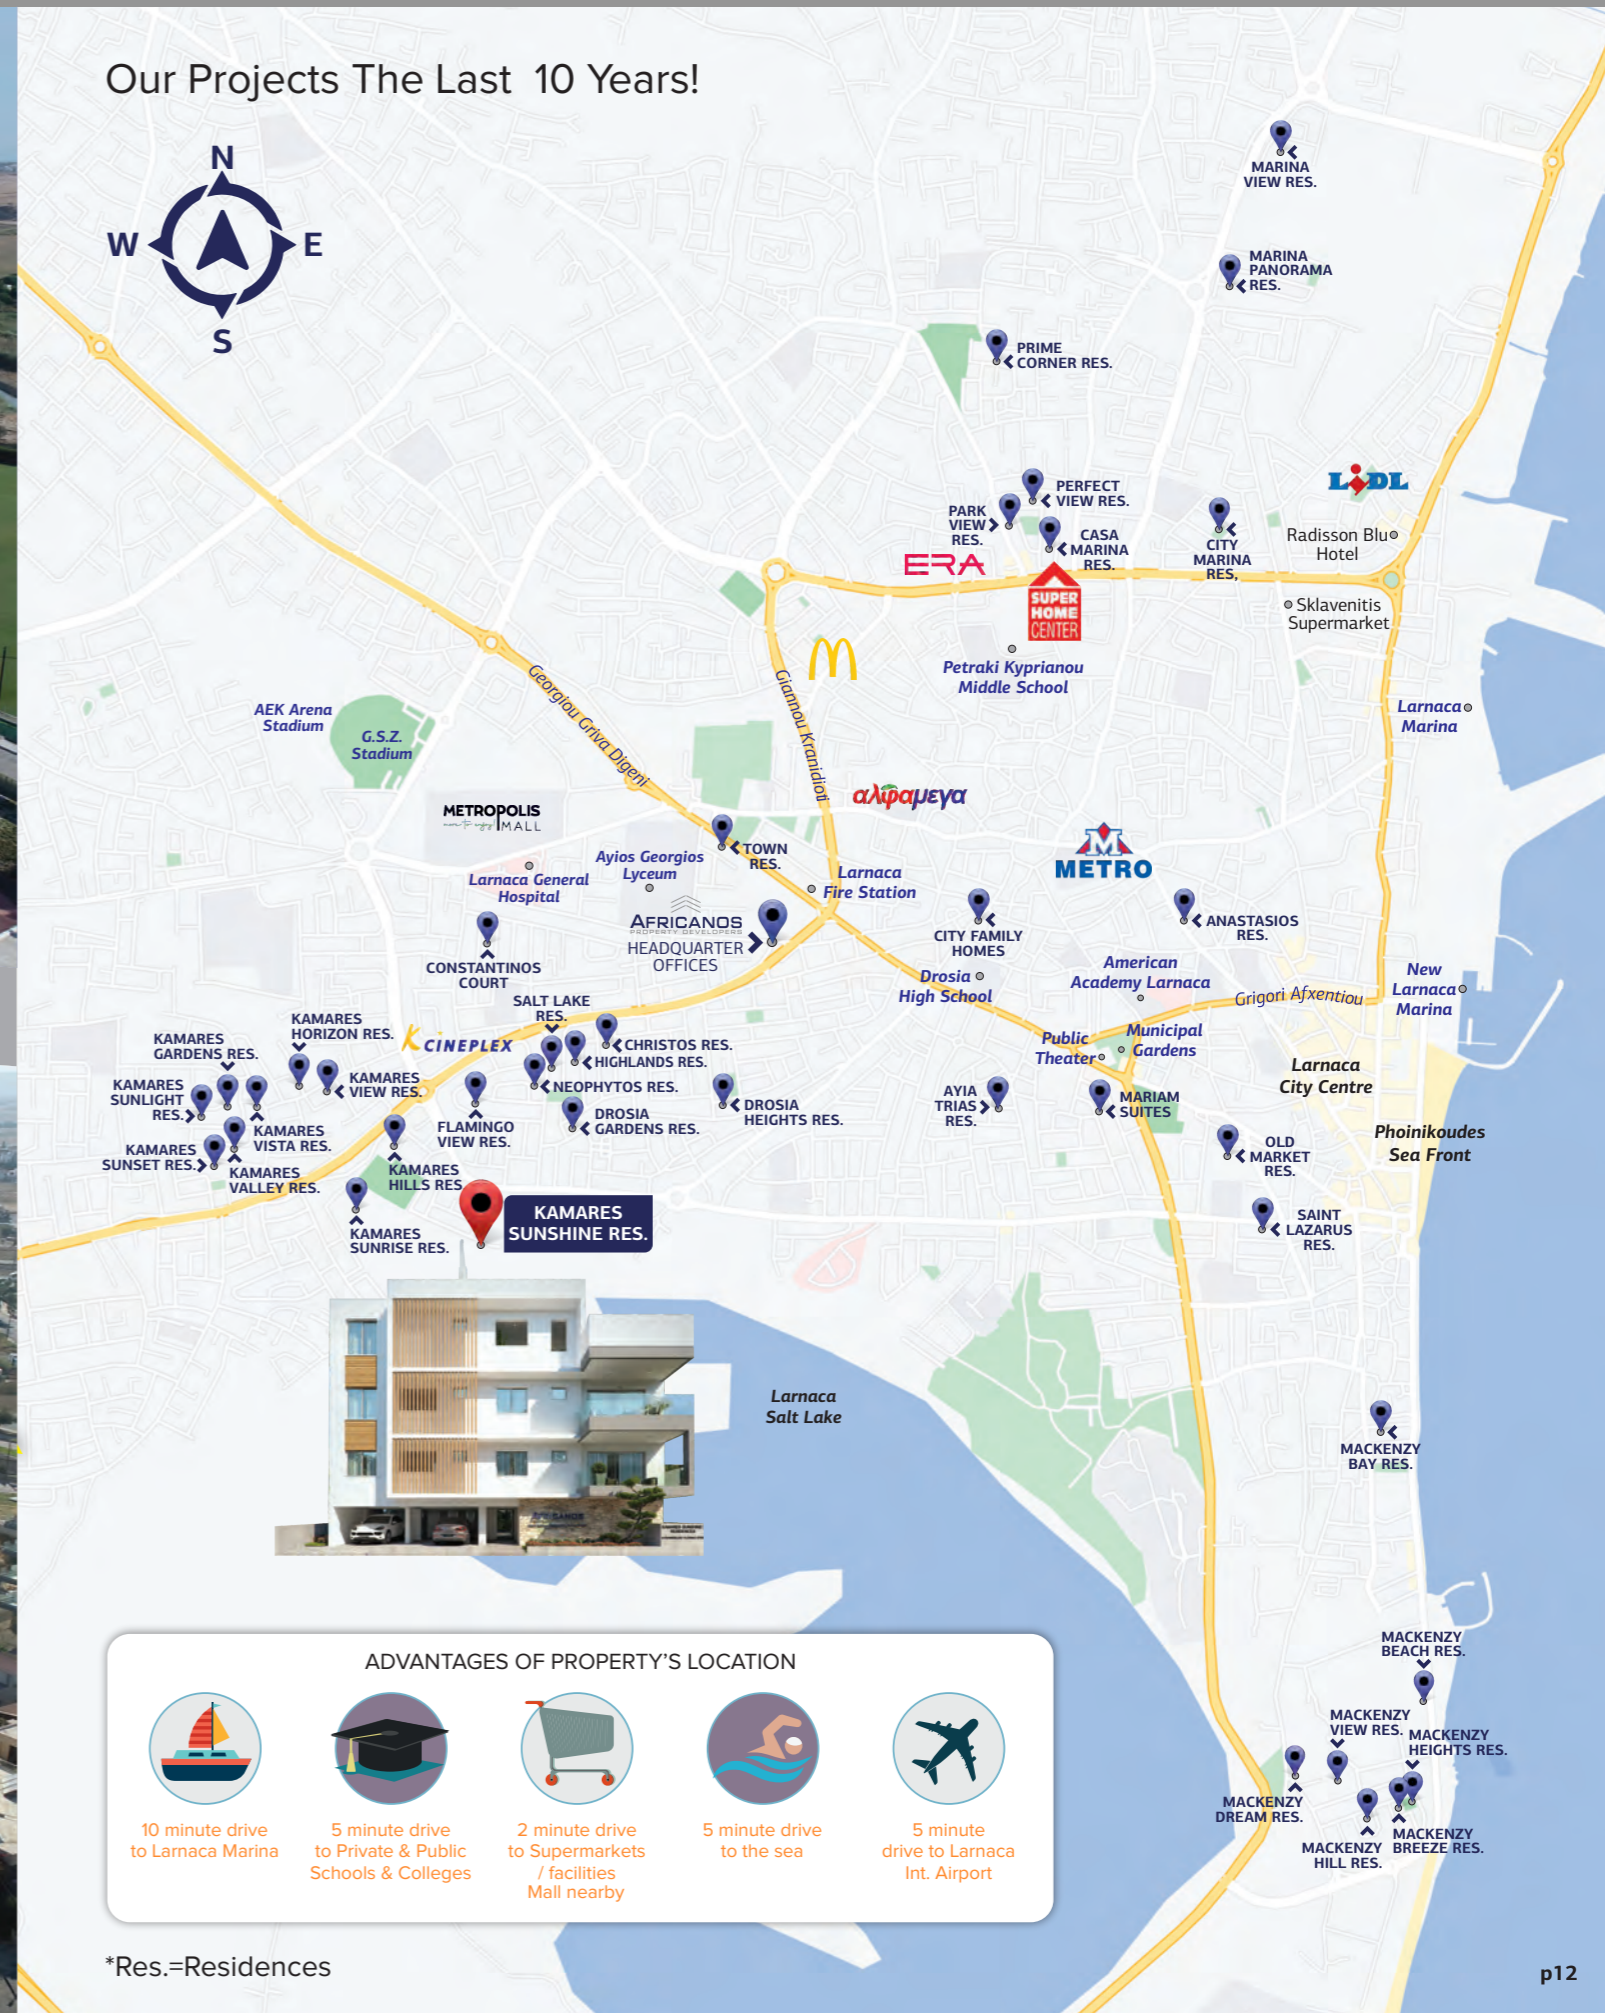 Our Projects The Last 10 Years!
N
W
E
S
MARINA
VIEW RES.
MARINA
PANORAMA
RES.
PRIME
CORNER RES.
LIDL
PERFECT
VIEW RES.
PARK
VIEW
RES.
CASA
MARINA
RES.
CITY
MARINA
RES,
Radisson Blu
Hotel
ERA
SUPER
HOME
CENTER
Sklavenitis
Supermarket
Petraki Kyprianou
Middle School
Georgiou Griva Digeni
Giannou Kranidioti
AEK Arena
Stadium
G.S.Z.
Stadium
Larnaca
Marina
αλφαμεγα
METROPOLIS
MALL
METRO
TOWN
RES.
Ayios Georgios
Lyceum
Larnaca General
Hospital
Larnaca
Fire Station
AFRICANOS
PROPERTY DEVELOPERS
HEADQUARTER
OFFICES
CITY FAMILY
HOMES
ANASTASIOS
RES.
CONSTANTINOS
COURT
Drosia
High School
American
Academy Larnaca
Grigori Afxentiou
New
Larnaca
Marina
SALT LAKE
RES.
KAMARES
HORIZON RES.
CINEPLEX
KAMARES
GARDENS RES.
CHRISTOS RES.
HIGHLANDS RES.
Public
Theater
Municipal
Gardens
Larnaca
City Centre
KAMARES
SUNLIGHT
RES.
KAMARES
VIEW RES.
NEOPHYTOS RES.
AYIA
TRIAS
RES.
MARIAM
SUITES
DROSIA
GARDENS RES.
DROSIA
HEIGHTS RES.
FLAMINGO
VIEW RES.
KAMARES
VISTA RES.
KAMARES
SUNSET RES.
KAMARES
VALLEY RES.
KAMARES
HILLS RES
OLD
MARKET
RES.
Phoinikoudes
Sea Front
KAMARES
SUNSHINE RES.
KAMARES
SUNRISE RES.
SAINT
LAZARUS
RES.
Larnaca
Salt Lake
MACKENZY
BAY RES.
MACKENZY
BEACH RES.
MACKENZY
VIEW RES.
MACKENZY
HEIGHTS RES.
MACKENZY
DREAM RES.
MACKENZY
HILL RES.
MACKENZY
BREEZE RES.
ADVANTAGES OF PROPERTY'S LOCATION
10 minute drive
to Larnaca Marina
5 minute drive
to Private & Public
Schools & Colleges
2 minute drive
to Supermarkets
/ facilities
Mall nearby
5 minute drive
to the sea
5 minute
drive to Larnaca
Int. Airport
*Res.=Residences
p12